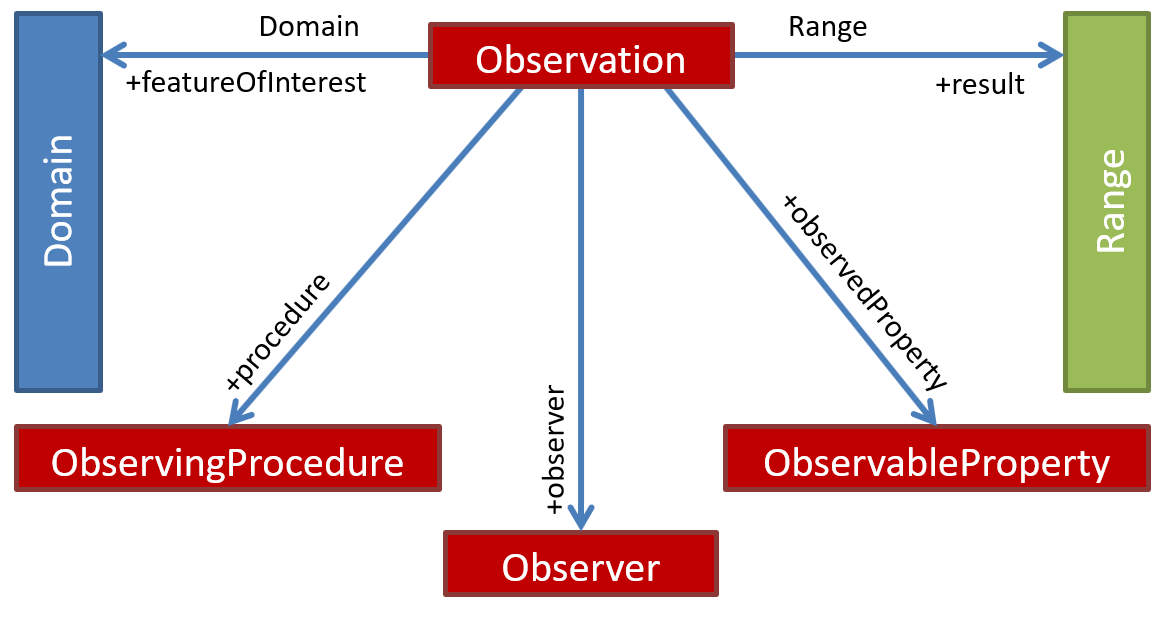 Domain
Observation
Range
+featureOfInterest
+result
Domain
Range
+procedure
+observer
+observedProperty
ObservingProcedure
ObservableProperty
Observer